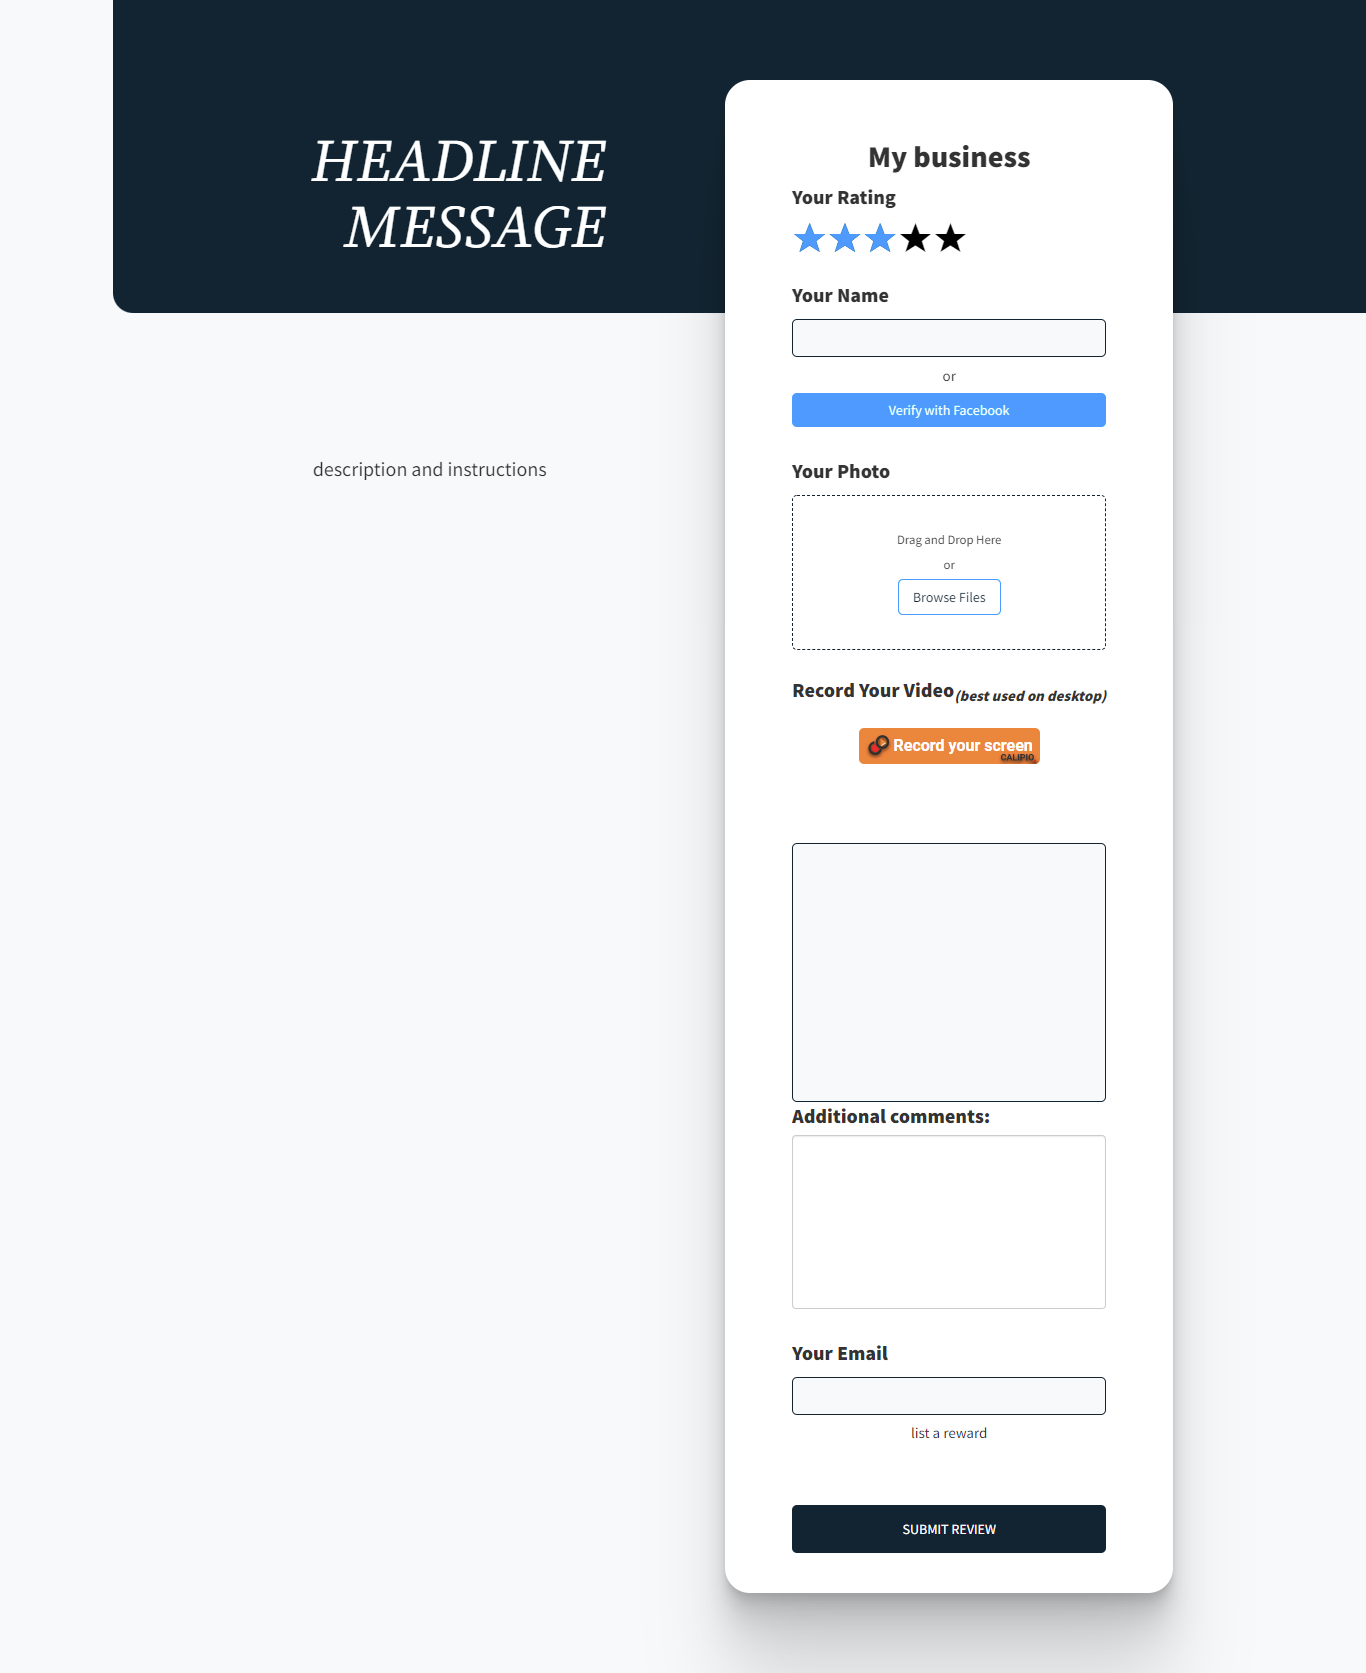 HEADLINE
MESSAGE
description and instructions
My business
Your Rating
Your Name
or
Verify with Facebook
Your Photo
Drag and Drop Here
or
Browse Files
Record Your Video (best used on desktop)
Record your screen
CALIPIO
Additional comments:
Your Email
list a reward
SUBMIT REVIEW